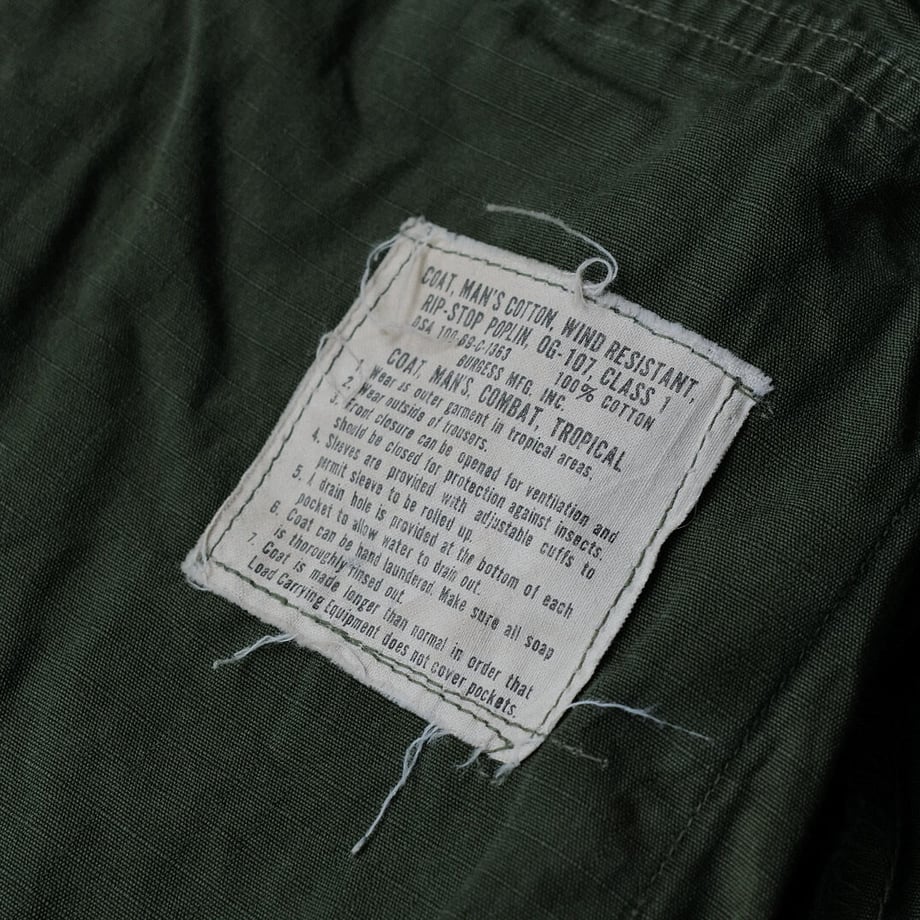 COAT, MAN'S COTTON, WIND RESISTANT,
RIP-STOP POPLIN, OG-107, CLASS 1
DSA 100-69-C-1363 100% COTTON
BURGESS MFG. INC.
COAT, MAN'S, COMBAT, TROPICAL
1. Wear as outer garment in tropical areas.
2. Wear outside of trousers.
3. Front closure can be opened for ventilation and
should be closed for protection against insects.
4. Sleeves are provided with adjustable cuffs to
permit sleeve to be rolled up.
5. A drain hole is provided at the bottom of each
pocket to allow water to drain out.
6. Coat can be hand laundered. Make sure all soap
is thoroughly rinsed out.
7. Coat is made longer than normal in order that
Load Carrying Equipment does not cover pockets.